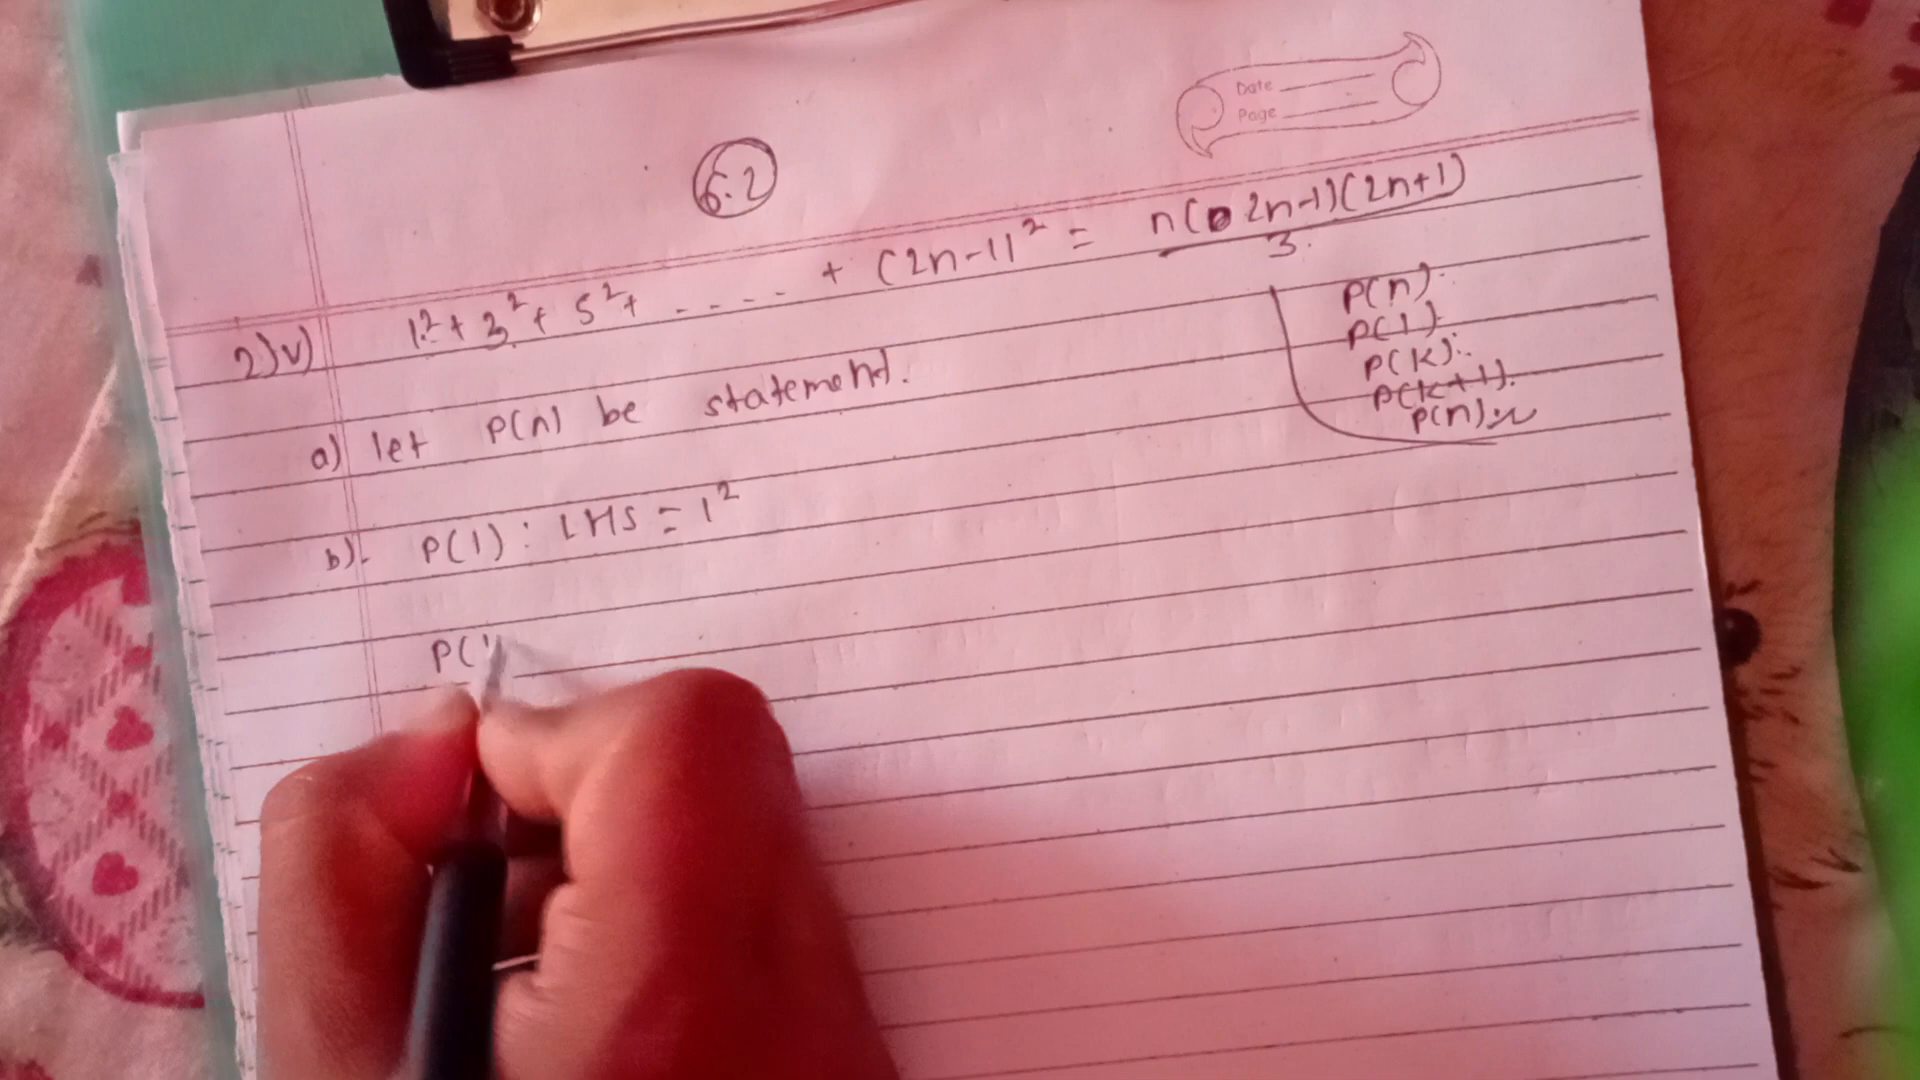 Date
Page
6.2
2)v) 1² + 3² + 5² + ----- + (2n-1)² = n(2n-1)(2n+1)
3
P(n).
P(1).
P(k)..
P(k+1).
P(n).
a) let P(n) be statement.
b). P(1) : LHS = 1²
P(1